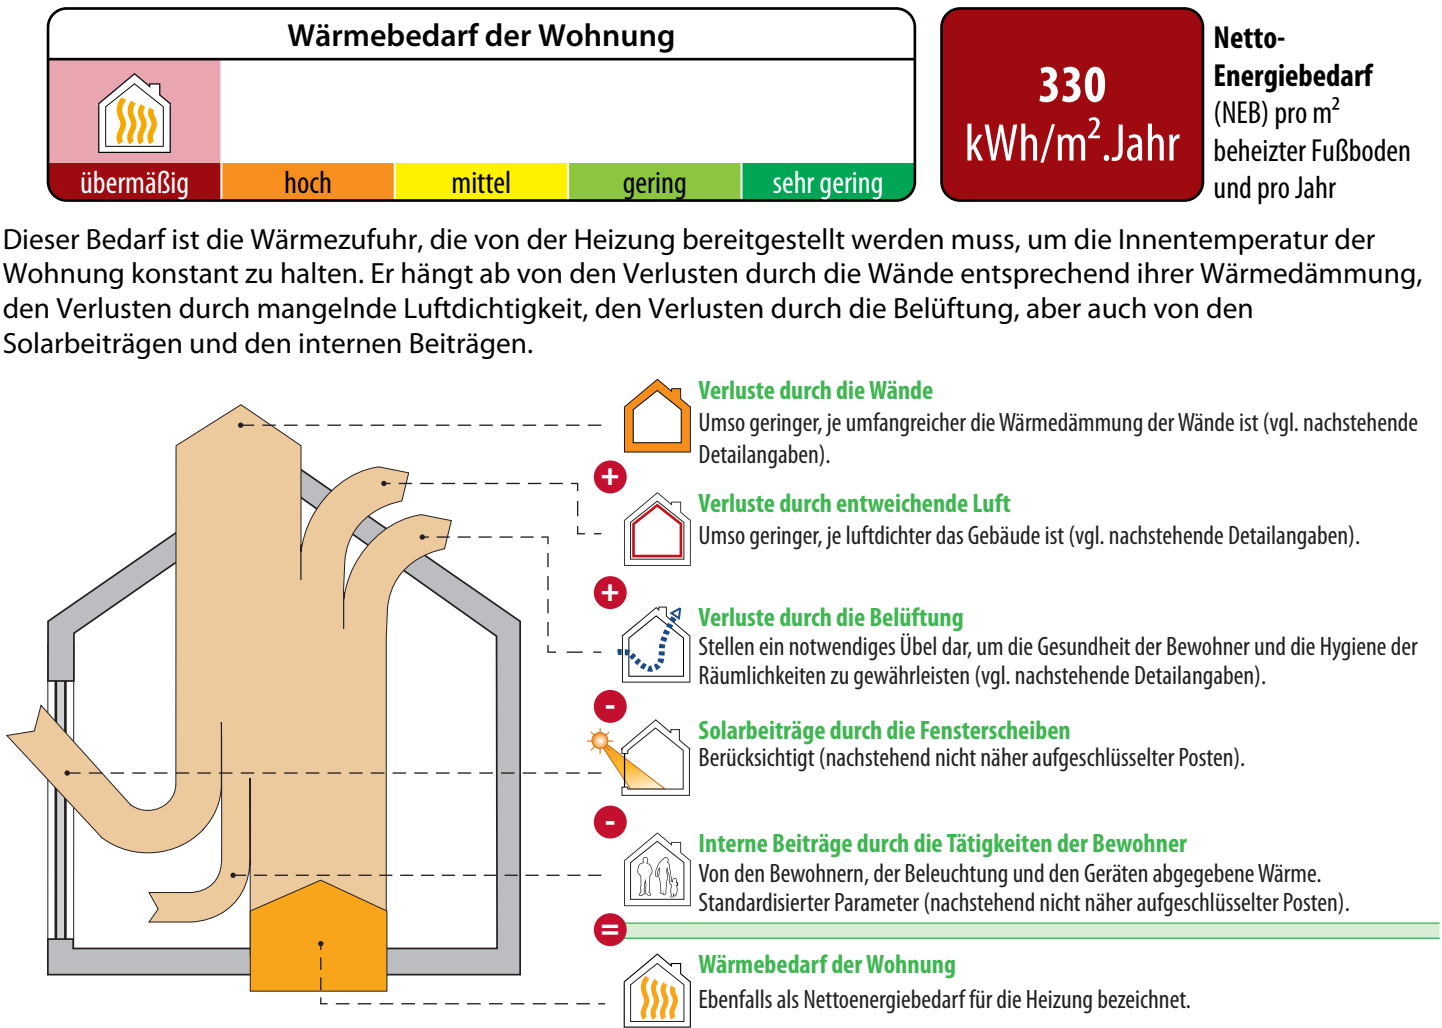 Wärmebedarf der Wohnung
übermäßig hoch mittel gering sehr gering
330
kWh/m².Jahr
Netto-
Energiebedarf
(NEB) pro m²
beheizter Fußboden
und pro Jahr
Dieser Bedarf ist die Wärmezufuhr, die von der Heizung bereitgestellt werden muss, um die Innentemperatur der
Wohnung konstant zu halten. Er hängt ab von den Verlusten durch die Wände entsprechend ihrer Wärmedämmung,
den Verlusten durch mangelnde Luftdichtigkeit, den Verlusten durch die Belüftung, aber auch von den
Solarbeiträgen und den internen Beiträgen.
Verluste durch die Wände
Umso geringer, je umfangreicher die Wärmedämmung der Wände ist (vgl. nachstehende
Detailangaben).
+
Verluste durch entweichende Luft
Umso geringer, je luftdichter das Gebäude ist (vgl. nachstehende Detailangaben).
+
Verluste durch die Belüftung
Stellen ein notwendiges Übel dar, um die Gesundheit der Bewohner und die Hygiene der
Räumlichkeiten zu gewährleisten (vgl. nachstehende Detailangaben).
-
Solarbeiträge durch die Fensterscheiben
Berücksichtigt (nachstehend nicht näher aufgeschlüsselter Posten).
-
Interne Beiträge durch die Tätigkeiten der Bewohner
Von den Bewohnern, der Beleuchtung und den Geräten abgegebene Wärme.
Standardisierter Parameter (nachstehend nicht näher aufgeschlüsselter Posten).
=
Wärmebedarf der Wohnung
Ebenfalls als Nettoenergiebedarf für die Heizung bezeichnet.